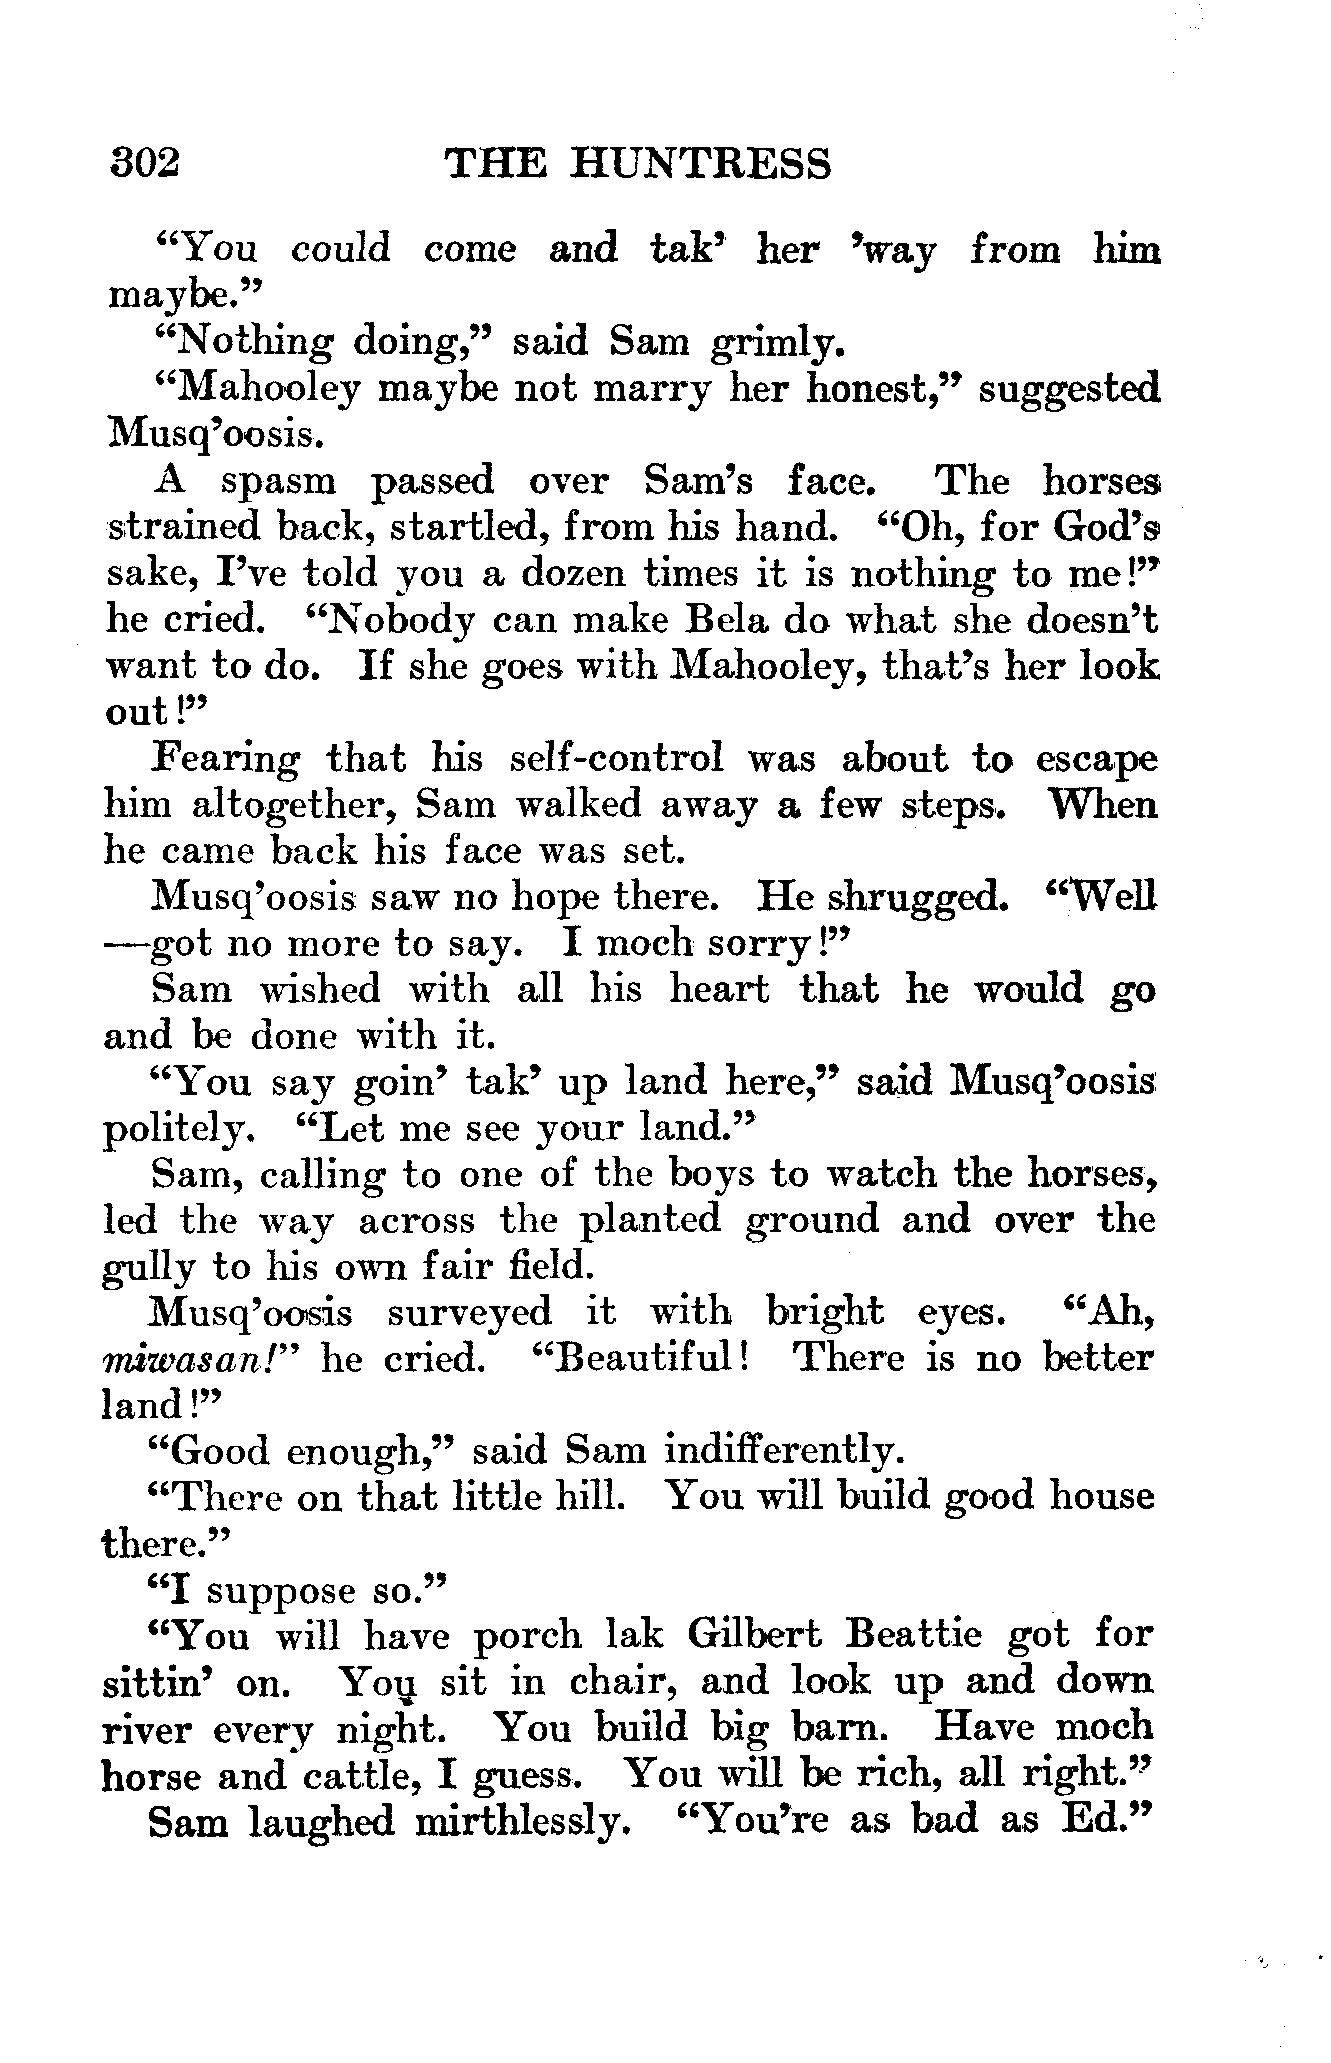 302 THE HUNTRESS
“You could come and tak’ her ’way from him
maybe.”
“Nothing doing,” said Sam grimly.
“Mahooley maybe not marry her honest,” suggested
Musq’oosis.
A spasm passed over Sam’s face. The horses
strained back, startled, from his hand. “Oh, for God’s
sake, I’ve told you a dozen times it is nothing to me!”
he cried. “Nobody can make Bela do what she doesn’t
want to do. If she goes with Mahooley, that’s her look
out!”
Fearing that his self-control was about to escape
him altogether, Sam walked away a few steps. When
he came back his face was set.
Musq’oosis saw no hope there. He shrugged. “Well
—got no more to say. I moch sorry!”
Sam wished with all his heart that he would go
and be done with it.
“You say goin’ tak’ up land here,” said Musq’oosis
politely. “Let me see your land.”
Sam, calling to one of the boys to watch the horses,
led the way across the planted ground and over the
gully to his own fair field.
Musq’oosis surveyed it with bright eyes. “Ah,
miwasan!” he cried. “Beautiful! There is no better
land!”
“Good enough,” said Sam indifferently.
“There on that little hill. You will build good house
there.”
“I suppose so.”
“You will have porch lak Gilbert Beattie got for
sittin’ on. You sit in chair, and look up and down
river every night. You build big barn. Have moch
horse and cattle, I guess. You will be rich, all right.”
Sam laughed mirthlessly. “You’re as bad as Ed.”